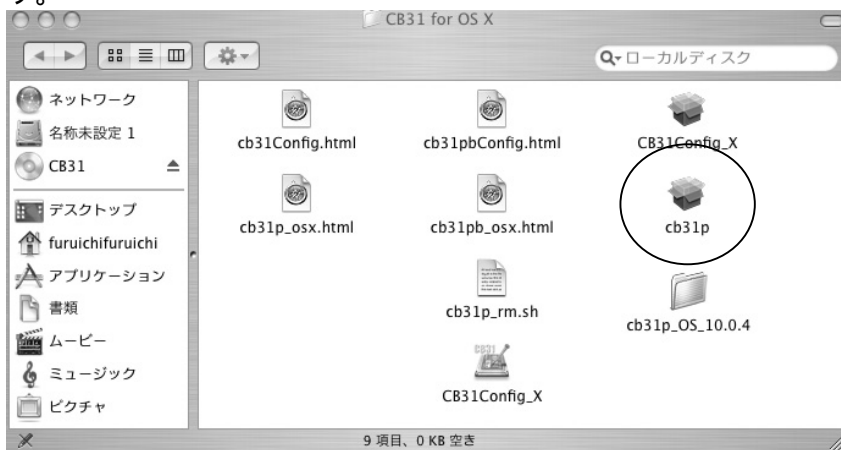 す。
CB31 for OS X
ローカルディスク
ネットワーク
名称未設定 1
CB31
デスクトップ
furuichifuruichi
アプリケーション
書類
ムービー
ミュージック
ピクチャ
cb31Config.html
cb31pbConfig.html
CB31Config_X
cb31p_osx.html
cb31pb_osx.html
cb31p
cb31p_rm.sh
cb31p_OS_10.0.4
CB31
CB31Config_X
9 項目、0 KB 空き